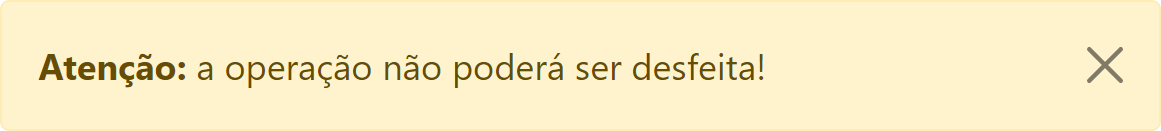 Atenção: a operação não poderá ser desfeita!